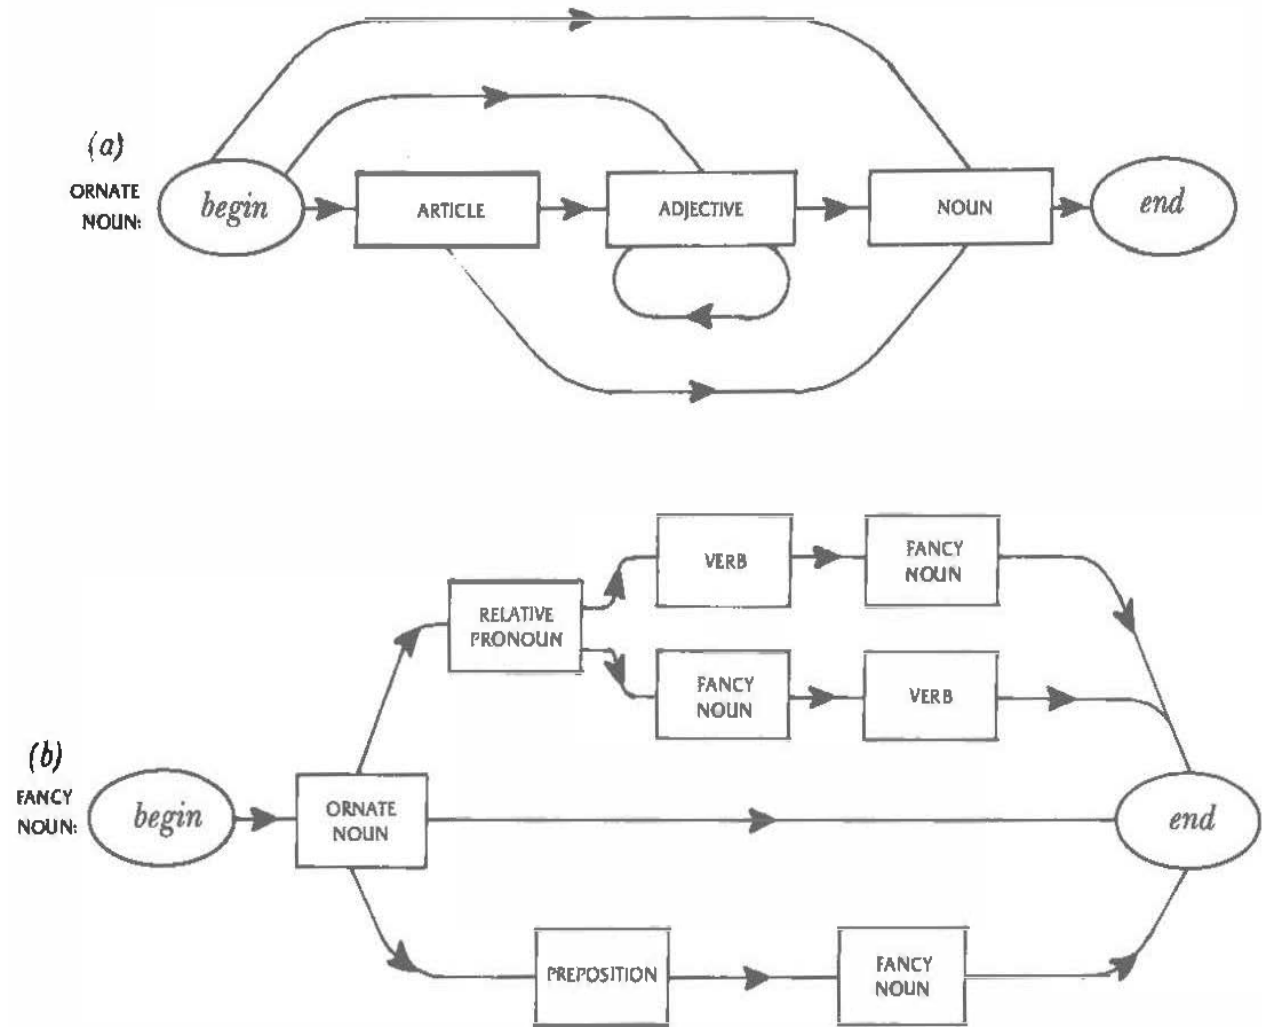 (a)
ORNATE
NOUN:
begin
ARTICLE
ADJECTIVE
NOUN
end
(b)
FANCY
NOUN:
begin
ORNATE
NOUN
RELATIVE
PRONOUN
VERB
FANCY
NOUN
FANCY
NOUN
VERB
PREPOSITION
FANCY
NOUN
end